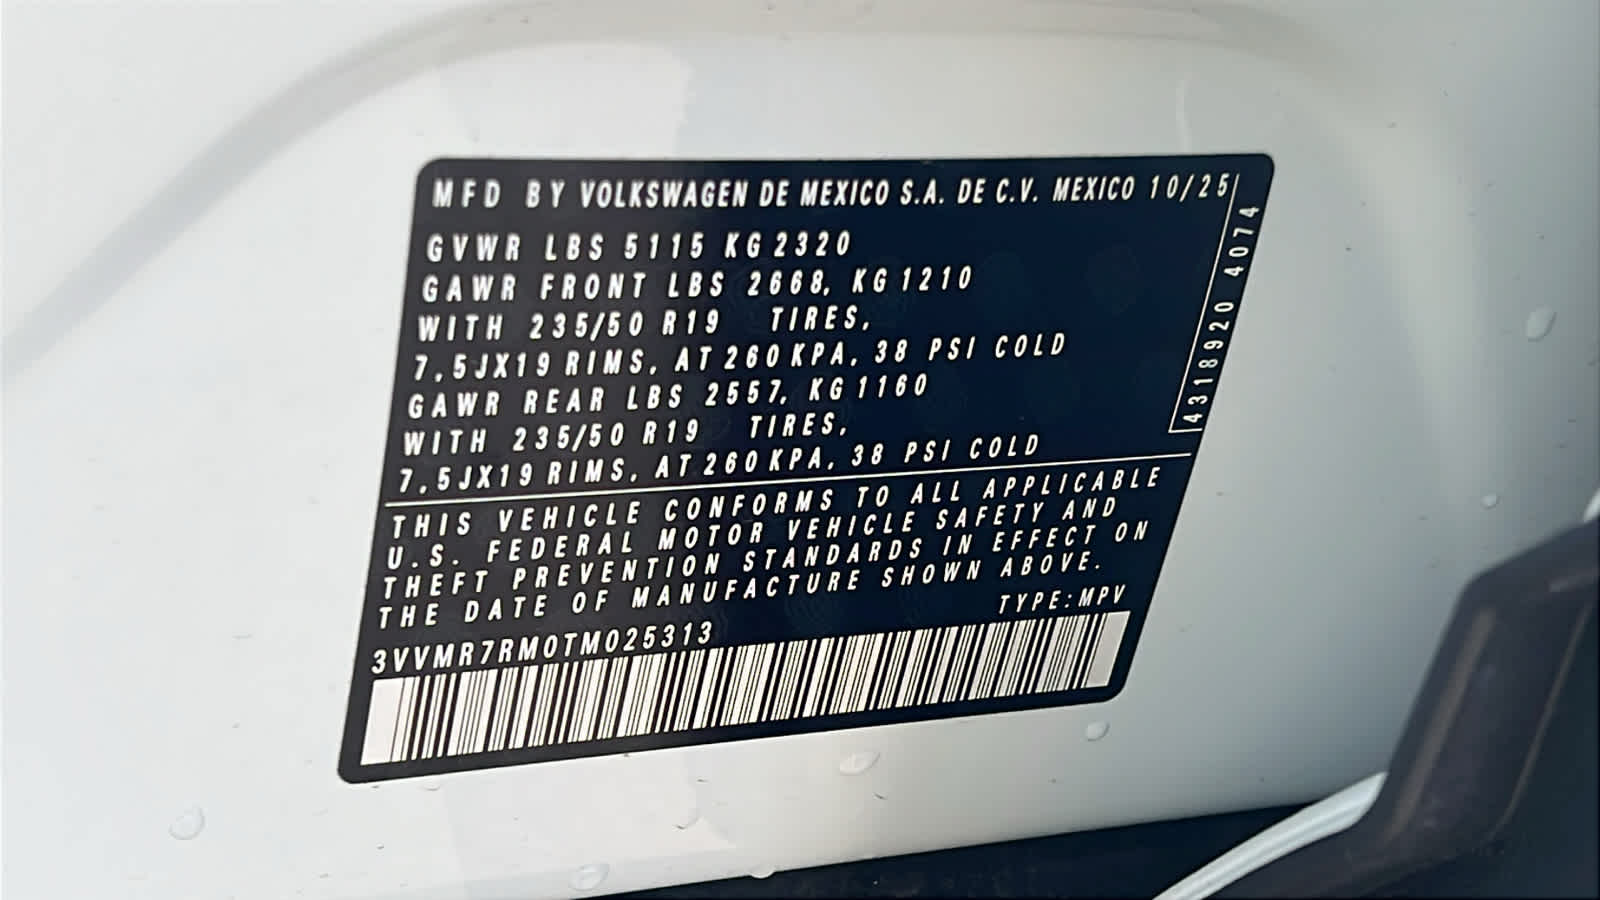 MFD BY VOLKSWAGEN DE MEXICO S.A. DE C.V. MEXICO 10/25
GVWR LBS 5115 KG 2320
GAWR FRONT LBS 2668, KG 1210
WITH 235/50 R19 TIRES,
7,5JX19 RIMS, AT 260 KPA, 38 PSI COLD
GAWR REAR LBS 2557, KG 1160
WITH 235/50 R19 TIRES,
7,5JX19 RIMS, AT 260 KPA, 38 PSI COLD
4318920 4074
THIS VEHICLE CONFORMS TO ALL APPLICABLE
U.S. FEDERAL MOTOR VEHICLE SAFETY AND
THEFT PREVENTION STANDARDS IN EFFECT ON
THE DATE OF MANUFACTURE SHOWN ABOVE.
TYPE:MPV
3VVMR7RM0TM025313